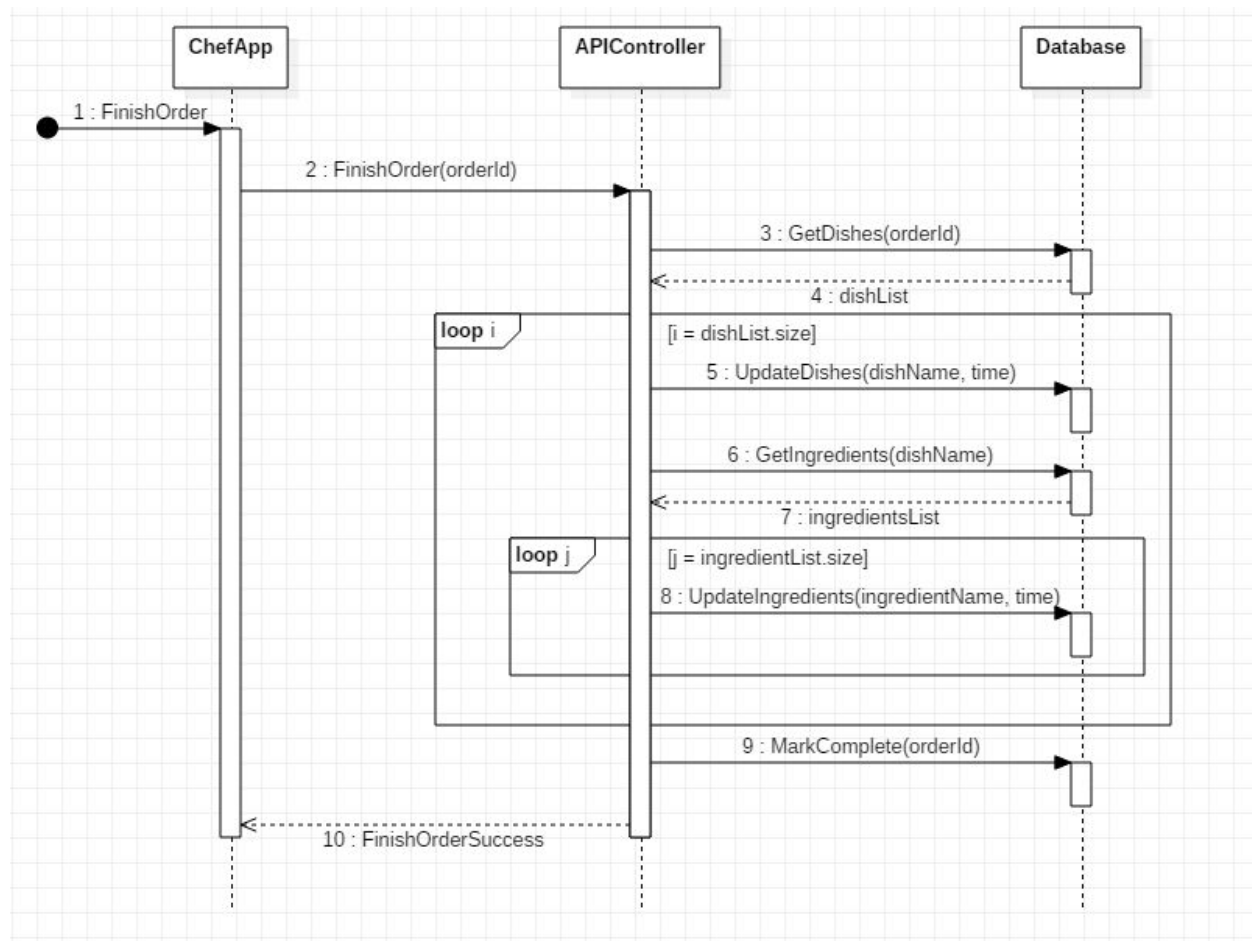 ChefApp
APIController
Database
1 : FinishOrder
2 : FinishOrder(orderId)
3 : GetDishes(orderId)
4 : dishList
loop i
[i = dishList.size]
5 : UpdateDishes(dishName, time)
6 : GetIngredients(dishName)
7 : ingredientsList
loop j
[j = ingredientList.size]
8 : UpdateIngredients(ingredientName, time)
9 : MarkComplete(orderId)
10 : FinishOrderSuccess